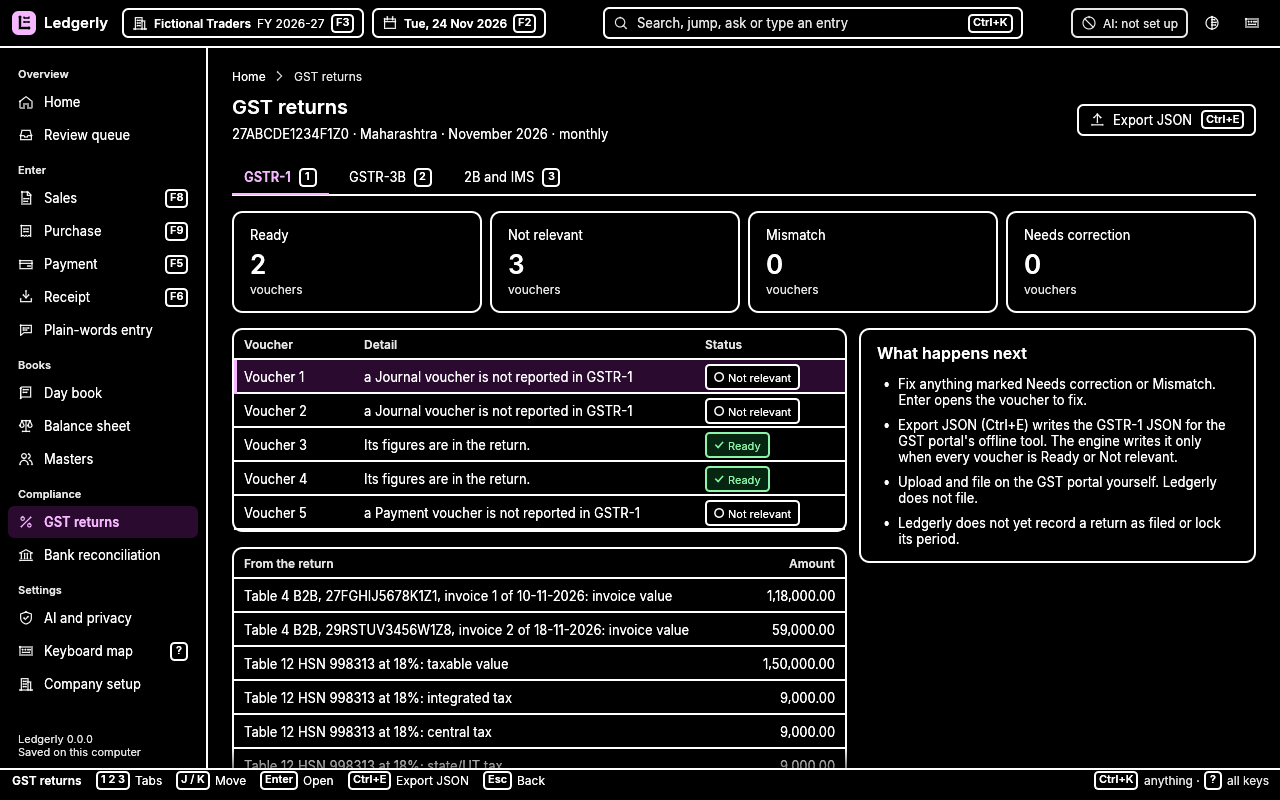 Ledgerly
Fictional Traders FY 2026-27 F3
Tue, 24 Nov 2026 F2
Search, jump, ask or type an entry Ctrl+K
AI: not set up
Overview
Home
Review queue
Enter
Sales F8
Purchase F9
Payment F5
Receipt F6
Plain-words entry
Books
Day book
Balance sheet
Masters
Compliance
GST returns
Bank reconciliation
Settings
AI and privacy
Keyboard map ?
Company setup
Ledgerly 0.0.0
Saved on this computer
Home GST returns
GST returns
27ABCDE1234F1Z0 · Maharashtra · November 2026 · monthly
Export JSON Ctrl+E
GSTR-1 1 GSTR-3B 2 2B and IMS 3
Ready
2
vouchers
Not relevant
3
vouchers
Mismatch
0
vouchers
Needs correction
0
vouchers
Voucher Detail Status
Voucher 1 a Journal voucher is not reported in GSTR-1 Not relevant
Voucher 2 a Journal voucher is not reported in GSTR-1 Not relevant
Voucher 3 Its figures are in the return. Ready
Voucher 4 Its figures are in the return. Ready
Voucher 5 a Payment voucher is not reported in GSTR-1 Not relevant
What happens next
• Fix anything marked Needs correction or Mismatch.
Enter opens the voucher to fix.
• Export JSON (Ctrl+E) writes the GSTR-1 JSON for the
GST portal's offline tool. The engine writes it only
when every voucher is Ready or Not relevant.
• Upload and file on the GST portal yourself. Ledgerly
does not file.
• Ledgerly does not yet record a return as filed or lock
its period.
From the return Amount
Table 4 B2B, 27FGHIJ5678K1Z1, invoice 1 of 10-11-2026: invoice value 1,18,000.00
Table 4 B2B, 29RSTUV3456W1Z8, invoice 2 of 18-11-2026: invoice value 59,000.00
Table 12 HSN 998313 at 18%: taxable value 1,50,000.00
Table 12 HSN 998313 at 18%: integrated tax 9,000.00
Table 12 HSN 998313 at 18%: central tax 9,000.00
Table 12 HSN 998313 at 18%: state/UT tax 9,000.00
GST returns 1 2 3 Tabs J / K Move Enter Open Ctrl+E Export JSON Esc Back
Ctrl+K anything · ? all keys